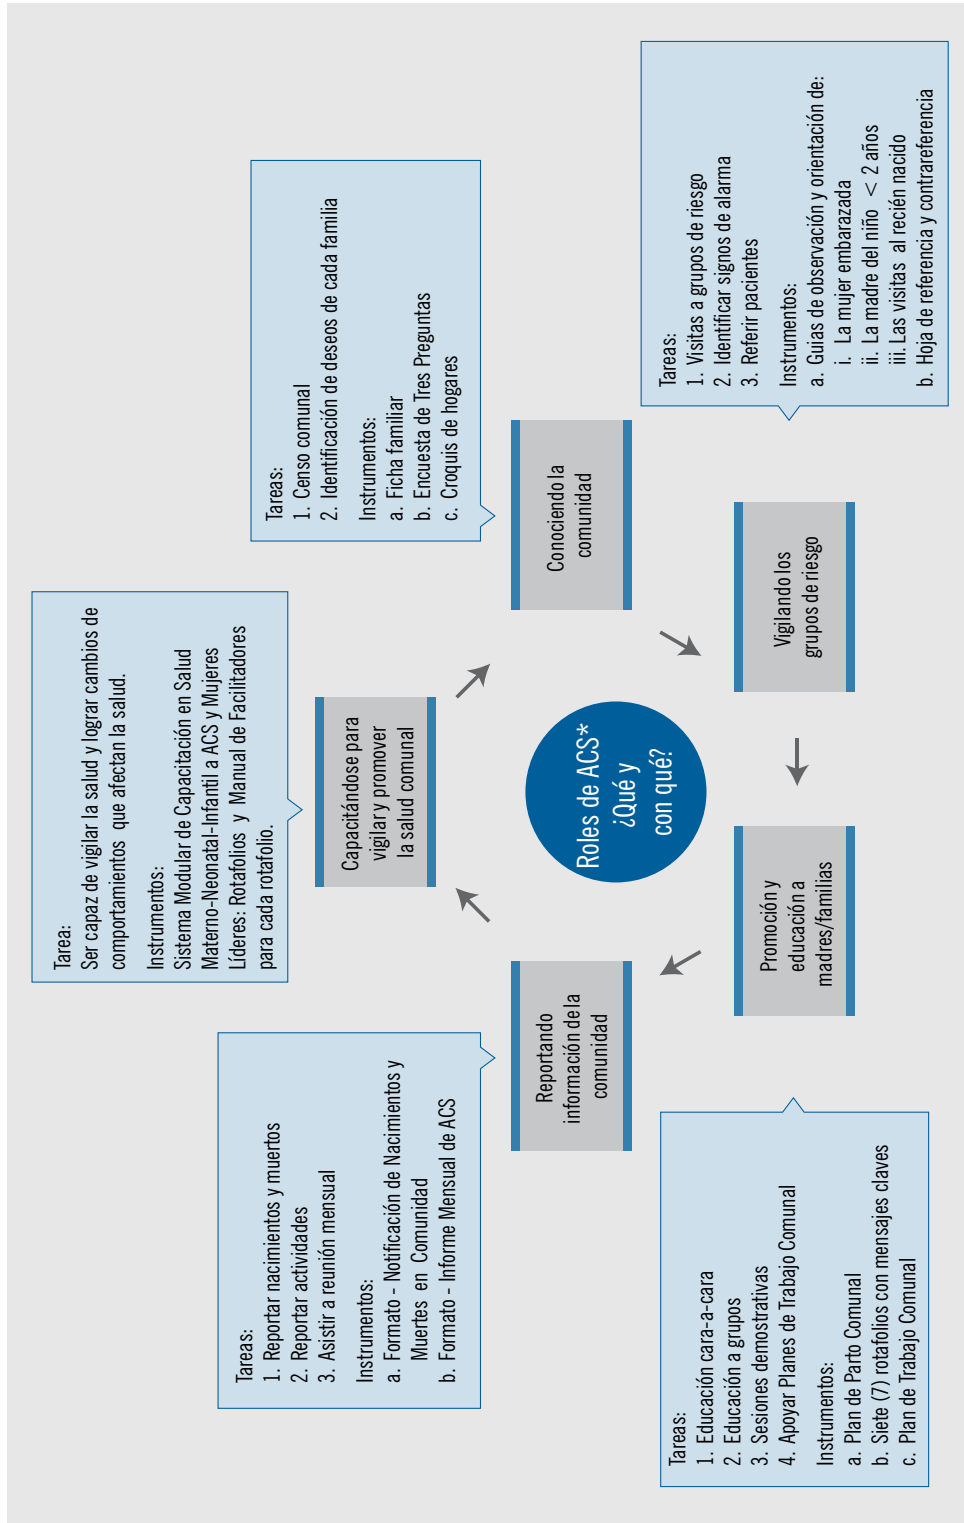 Tarea:
Ser capaz de vigilar la salud y lograr cambios de
comportamientos que afectan la salud.
Instrumentos:
Sistema Modular de Capacitación en Salud
Materno-Neonatal-Infantil a ACS y Mujeres
Líderes: Rotafolios y Manual de Facilitadores
para cada rotafolio.
Capacitándose para
vigilar y promover
la salud comunal
Tareas:
1. Censo comunal
2. Identificación de deseos de cada familia
Instrumentos:
a. Ficha familiar
b. Encuesta de Tres Preguntas
c. Croquis de hogares
Conociendo la
comunidad
Tareas:
1. Visitas a grupos de riesgo
2. Identificar signos de alarma
3. Referir pacientes
Instrumentos:
a. Guias de observación y orientación de:
i. La mujer embarazada
ii. La madre del niño < 2 años
iii. Las visitas al recién nacido
b. Hoja de referencia y contrareferencia
Vigilando los
grupos de riesgo
Tareas:
1. Educación cara-a-cara
2. Educación a grupos
3. Sesiones demostrativas
4. Apoyar Planes de Trabajo Comunal
Instrumentos:
a. Plan de Parto Comunal
b. Siete (7) rotafolios con mensajes claves
c. Plan de Trabajo Comunal
Promoción y
educación a
madres/familias
Tareas:
1. Reportar nacimientos y muertos
2. Reportar actividades
3. Asistir a reunión mensual
Instrumentos:
a. Formato - Notificación de Nacimientos y
Muertes en Comunidad
b. Formato - Informe Mensual de ACS
Reportando
información de la
comunidad
Roles de ACS*
¿Qué y
con qué?